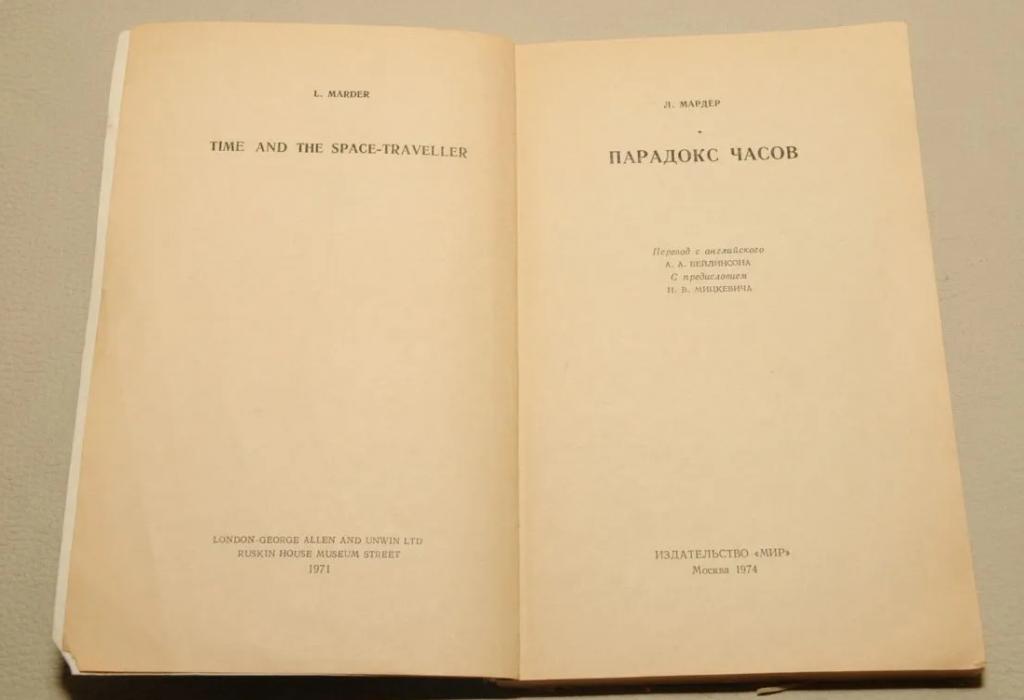 L. MARDER
TIME AND THE SPACE-TRAVELLER
LONDON-GEORGE ALLEN AND UNWIN LTD
RUSKIN HOUSE MUSEUM STREET
1971
Л. МАРДЕР
ПАРАДОКС ЧАСОВ
Перевод с английского
А. А. БЕЙЛИНСОНА
С предисловием
Н. В. МИЦКЕВИЧА
ИЗДАТЕЛЬСТВО «МИР»
Москва 1974